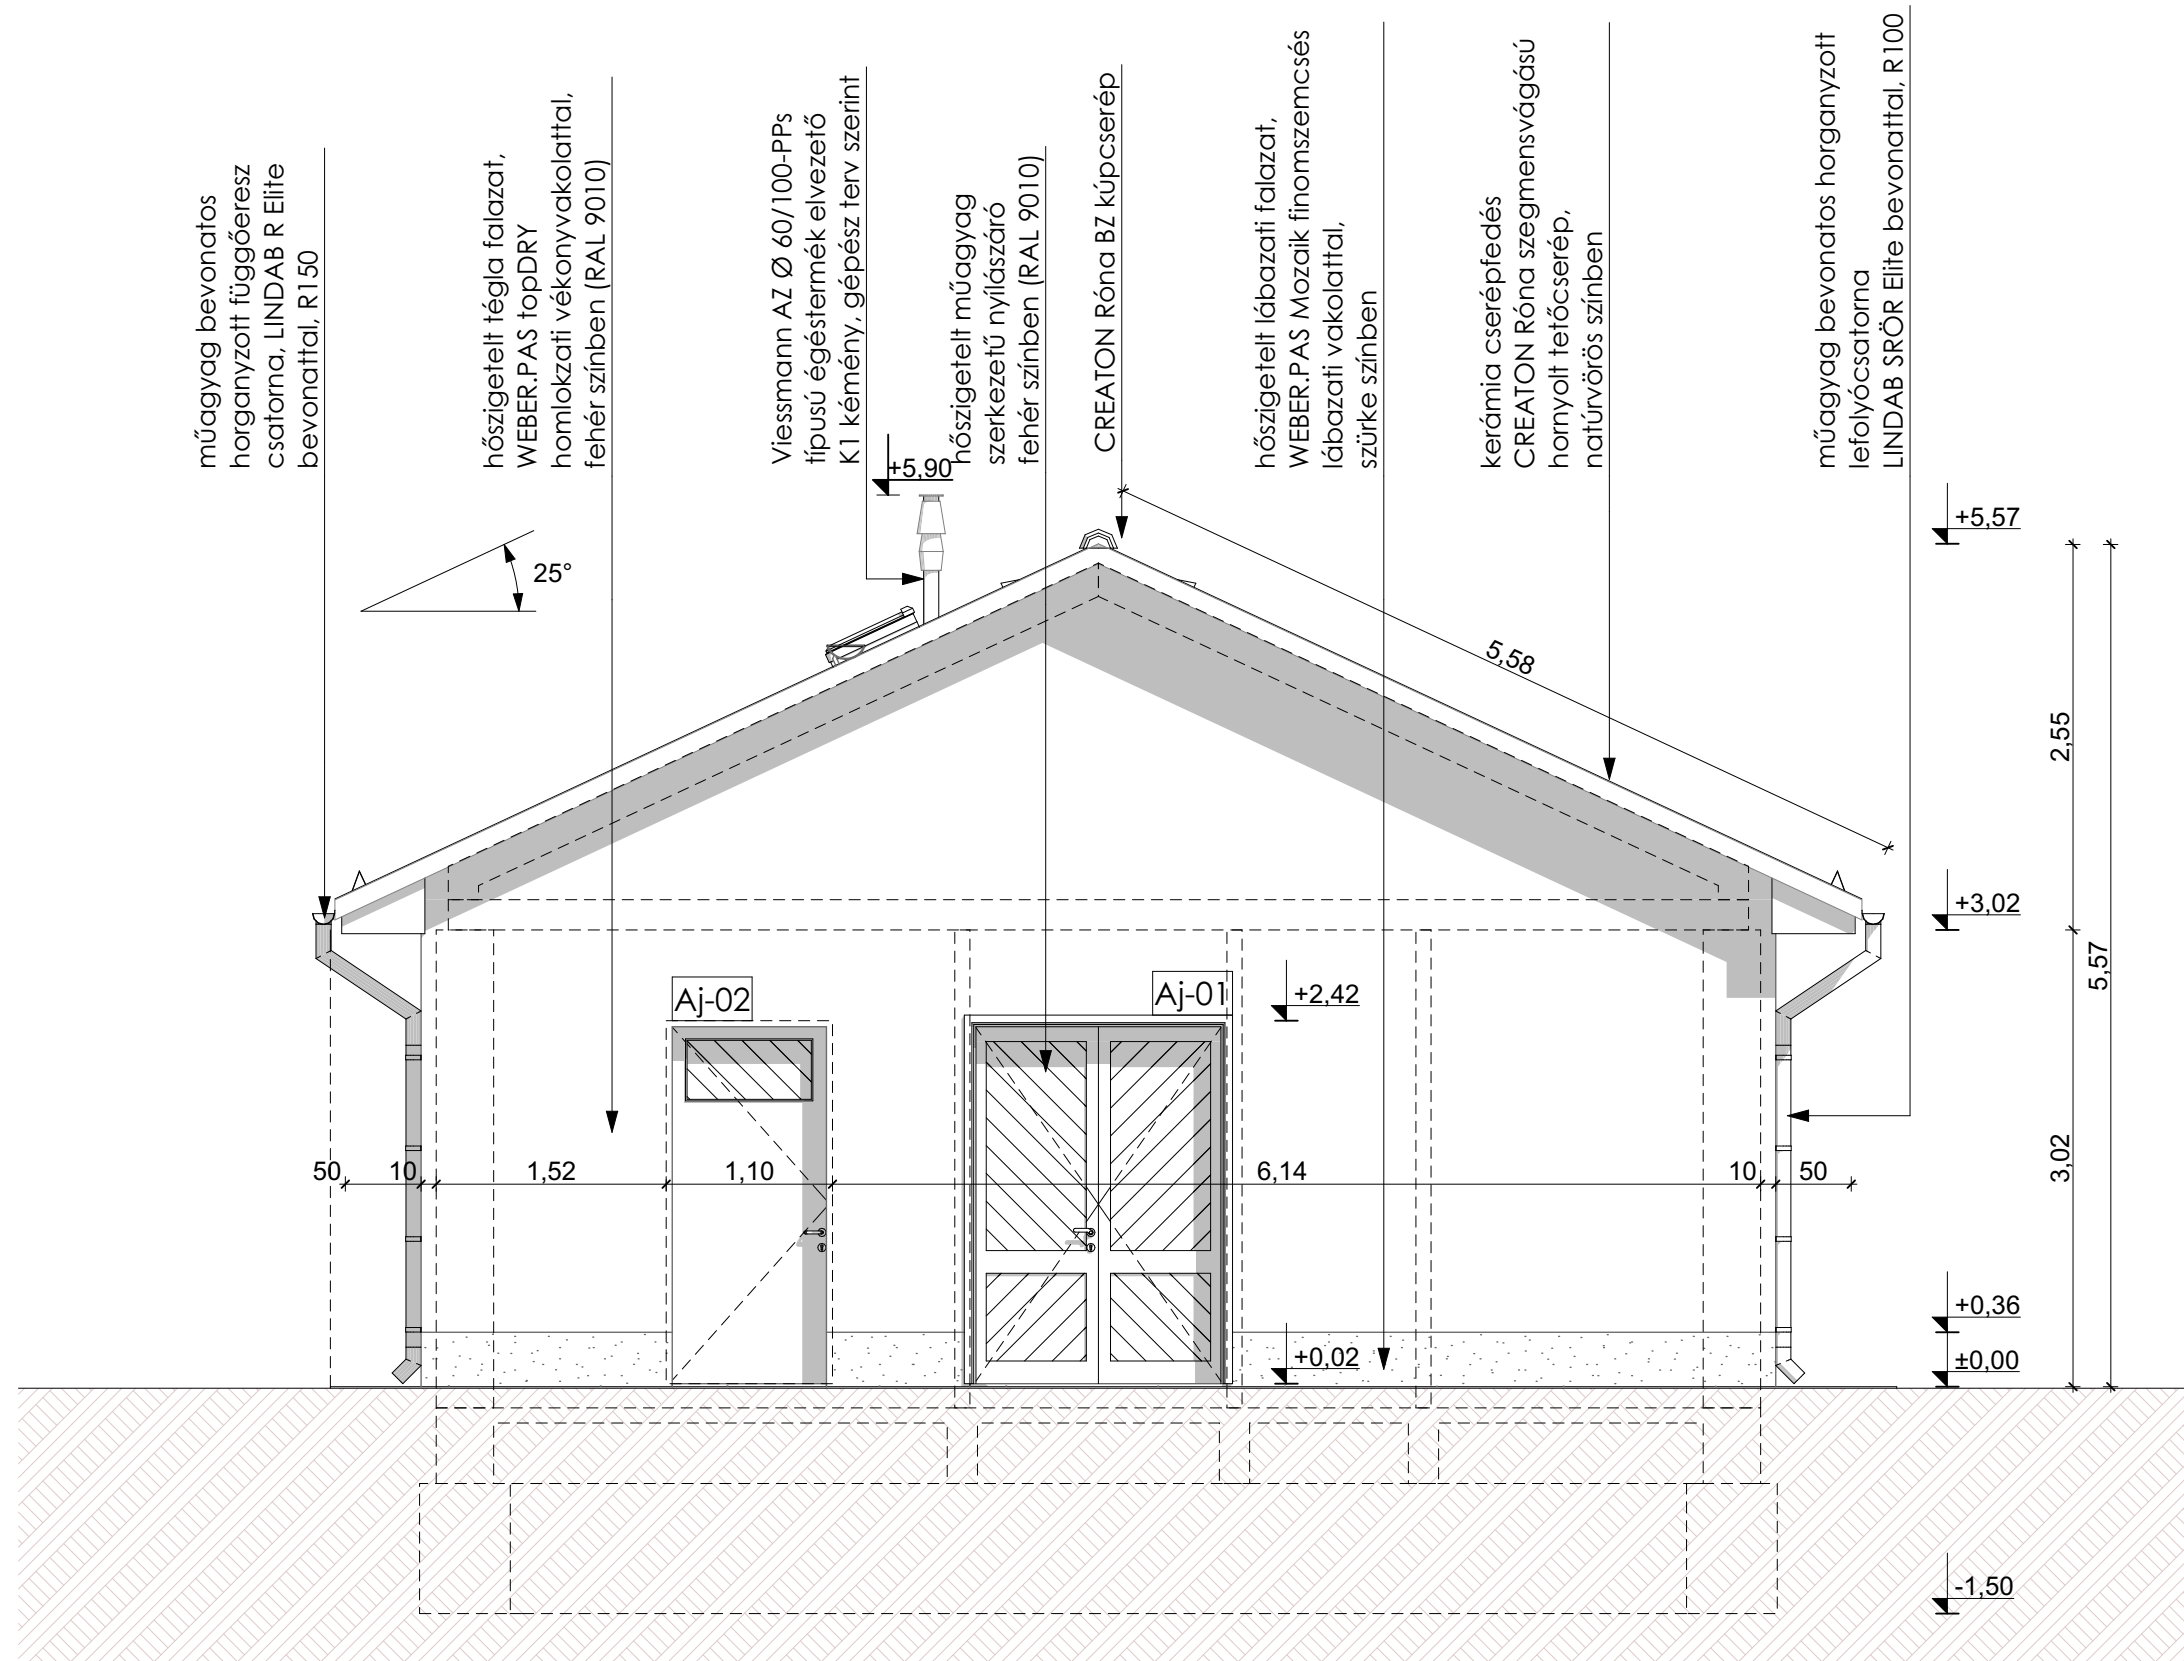 műagyag bevonatos
horganyzott függőeresz
csatorna, LINDAB R Elite
bevonattal, R150
hőszigetelt tégla falazat,
WEBER.PAS topDRY
homlokzati vékonyvakolattal,
fehér színben (RAL 9010)
Viessmann AZ Ø 60/100-PPs
típusú égéstermék elvezető
K1 kémény, gépész terv szerint
hőszigetelt műagyag
szerkezetű nyílászáró
fehér színben (RAL 9010)
CREATON Róna BZ kúpcserép
hőszigetelt lábazati falazat,
WEBER.PAS Mozaik finomszemcsés
lábazati vakolattal,
szürke színben
kerámia cserépfedés
CREATON Róna szegmensvágású
hornyolt tetőcserép,
natúrvörös színben
műagyag bevonatos horganyzott
lefolyócsatorna
LINDAB SRÖR Elite bevonattal, R100
+5,90
+5,57
25°
5,58
2,55
+3,02
5,57
Aj-02
Aj-01
+2,42
50
10
1,52
1,10
6,14
10
50
3,02
+0,36
+0,02
±0,00
-1,50